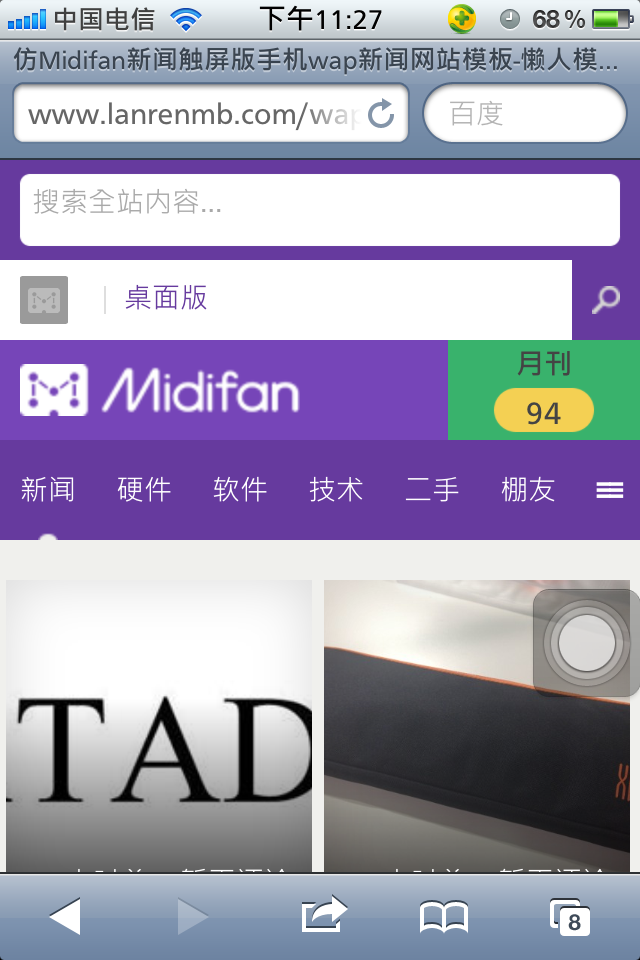 中国电信 下午11:27 68%
仿Midifan新闻触屏版手机wap新闻网站模板-懒人模...
www.lanrenmb.com/wap 百度
搜索全站内容...
桌面版
Midifan 月刊
94
新闻 硬件 软件 技术 二手 棚友
TAD
8